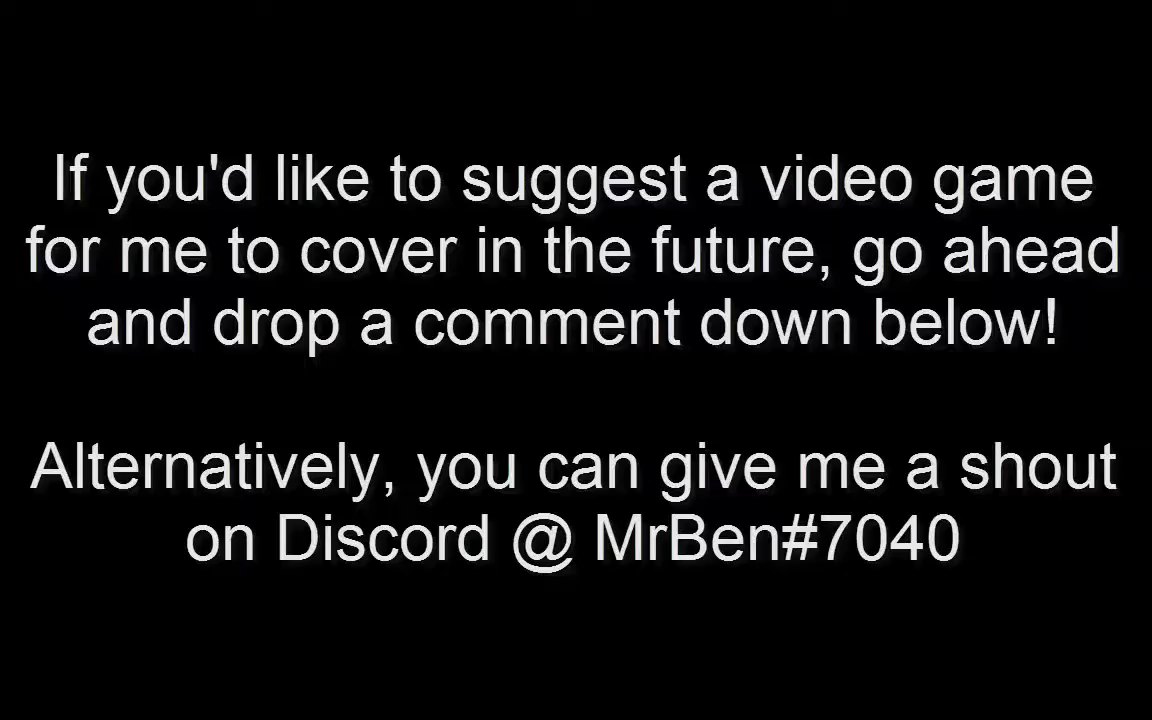 If you'd like to suggest a video game
for me to cover in the future, go ahead
and drop a comment down below!
Alternatively, you can give me a shout
on Discord @ MrBen#7040